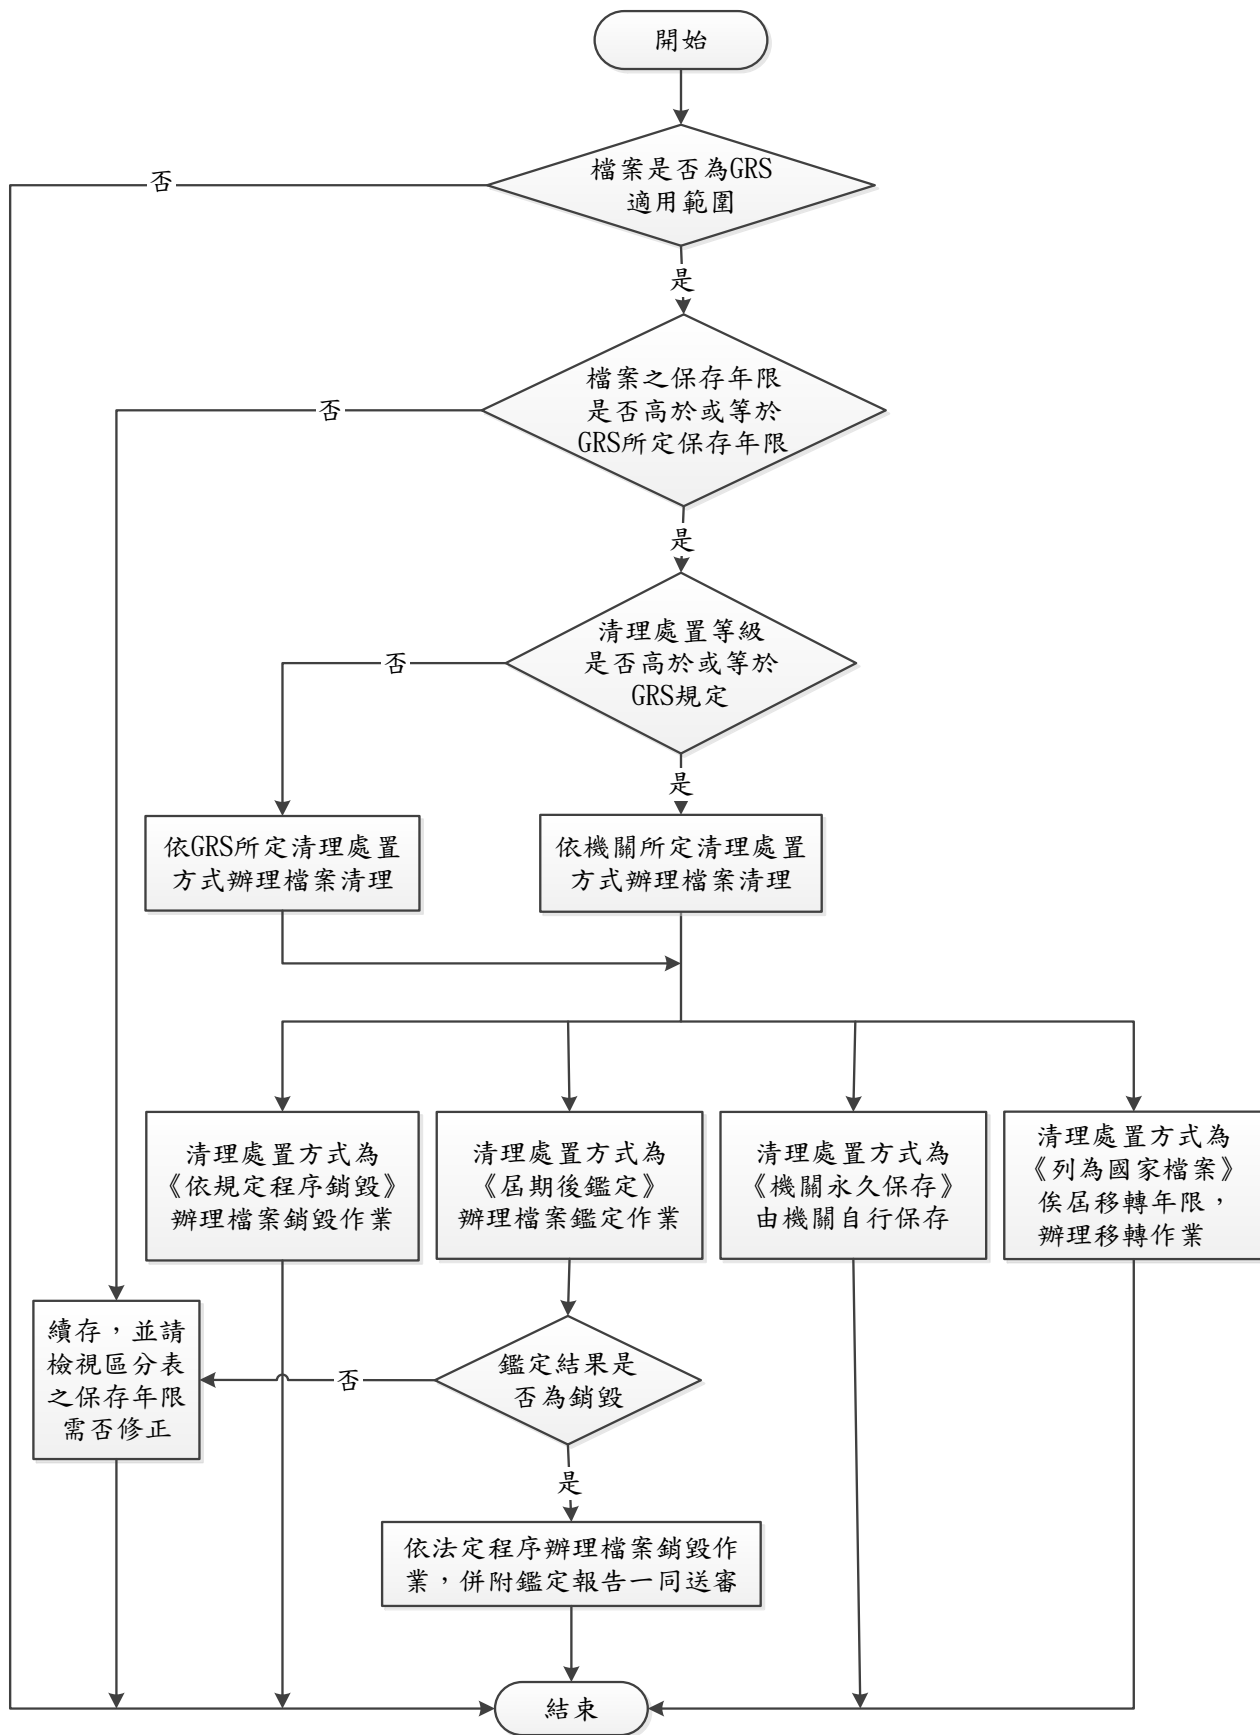 開始
檔案是否為GRS
適用範圍
否
是
檔案之保存年限
是否高於或等於
GRS所定保存年限
否
是
清理處置等級
是否高於或等於
GRS規定
否
是
依GRS所定清理處置
方式辦理檔案清理
依機關所定清理處置
方式辦理檔案清理
清理處置方式為
《依規定程序銷毀》
辦理檔案銷毀作業
清理處置方式為
《屆期後鑑定》
辦理檔案鑑定作業
清理處置方式為
《機關永久保存》
由機關自行保存
清理處置方式為
《列為國家檔案》
俟屆移轉年限，
辦理移轉作業
續存，並請
檢視區分表
之保存年限
需否修正
否
鑑定結果是
否為銷毀
是
依法定程序辦理檔案銷毀作
業，併附鑑定報告一同送審
結束